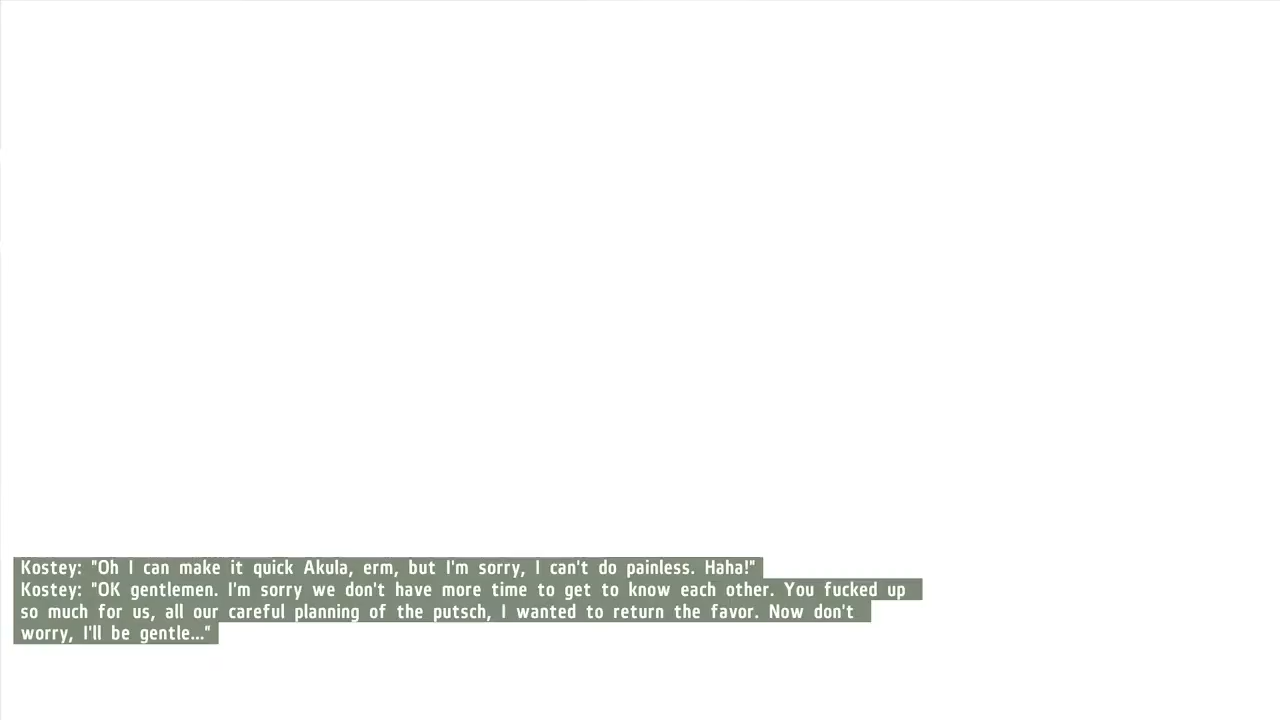 Kostey: "Oh I can make it quick Akula, erm, but I'm sorry, I can't do painless. Haha!"
Kostey: "OK gentlemen. I'm sorry we don't have more time to get to know each other. You fucked up
so much for us, all our careful planning of the putsch, I wanted to return the favor. Now don't
worry, I'll be gentle..."